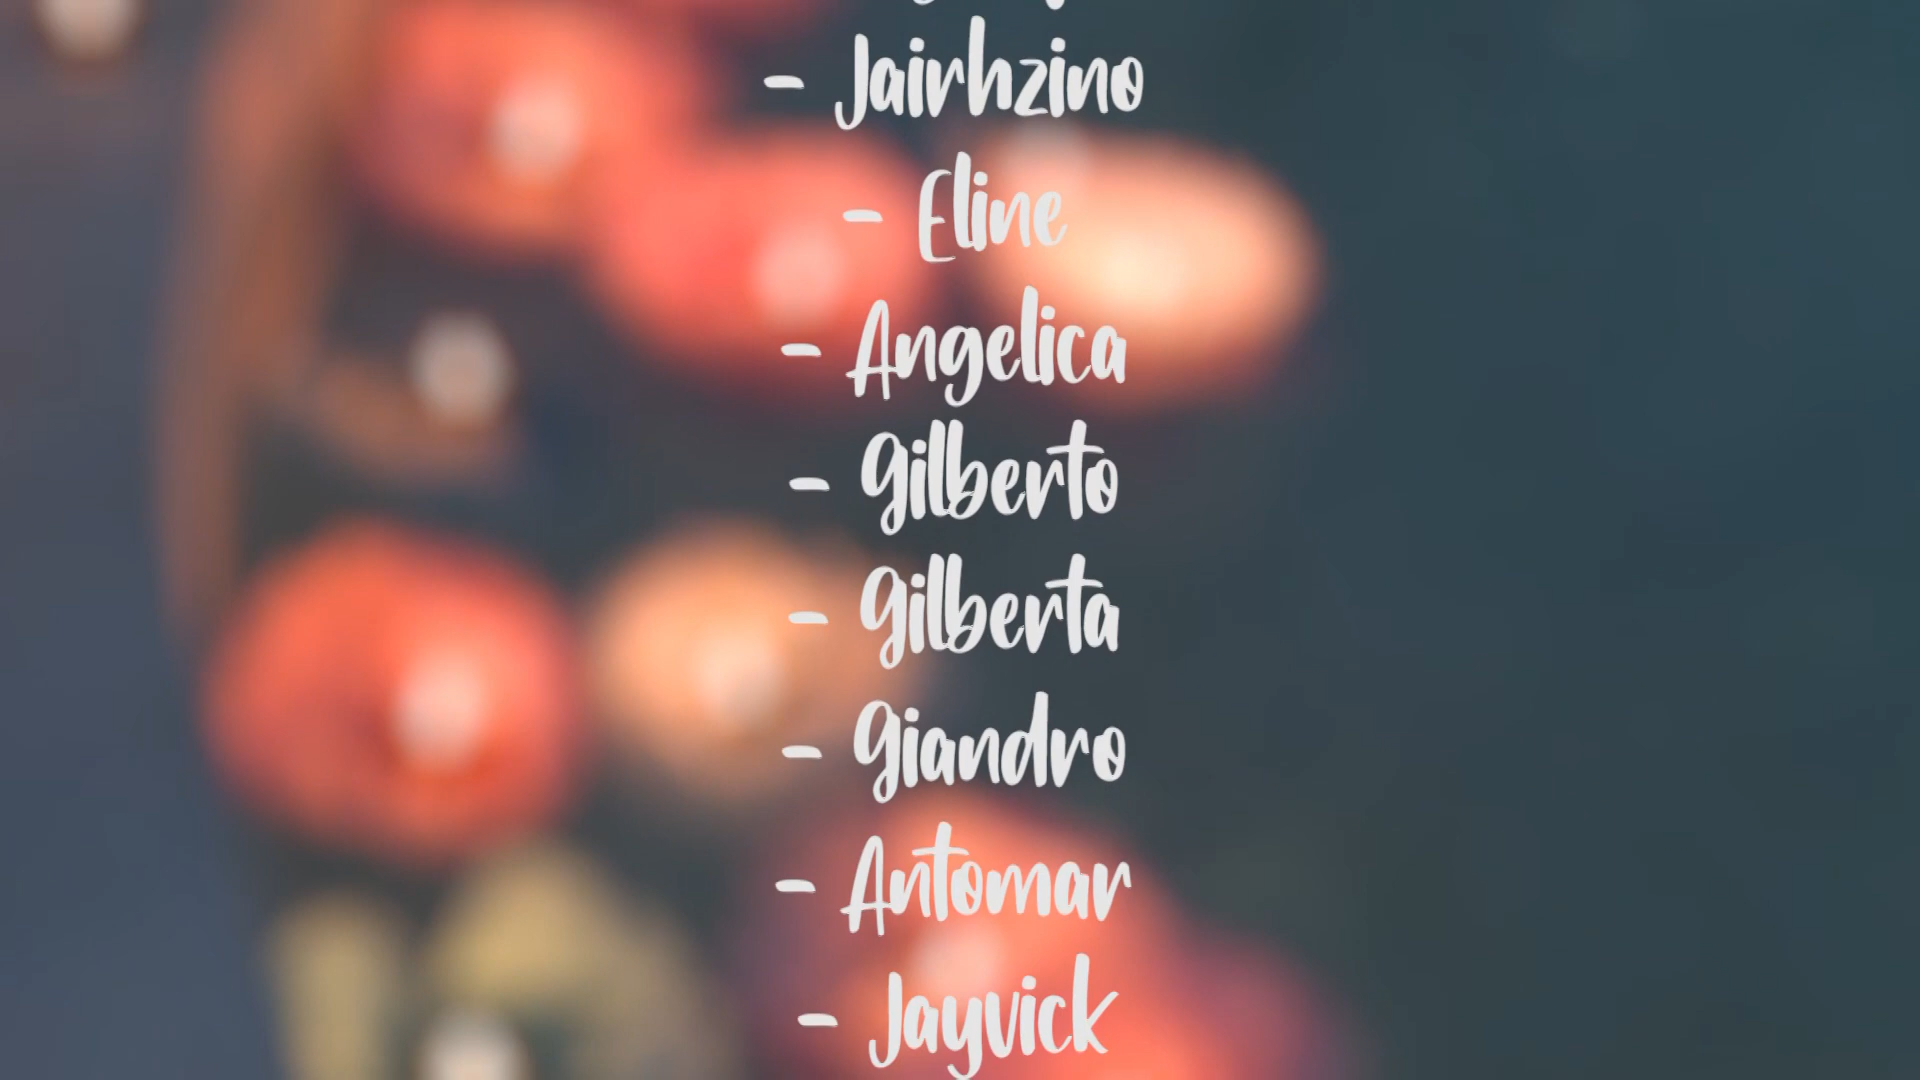 - Jairhzino
- Eline
- Angelica
- Gilberto
- Gilberta
- Giandro
- Antomar
- Jayvick